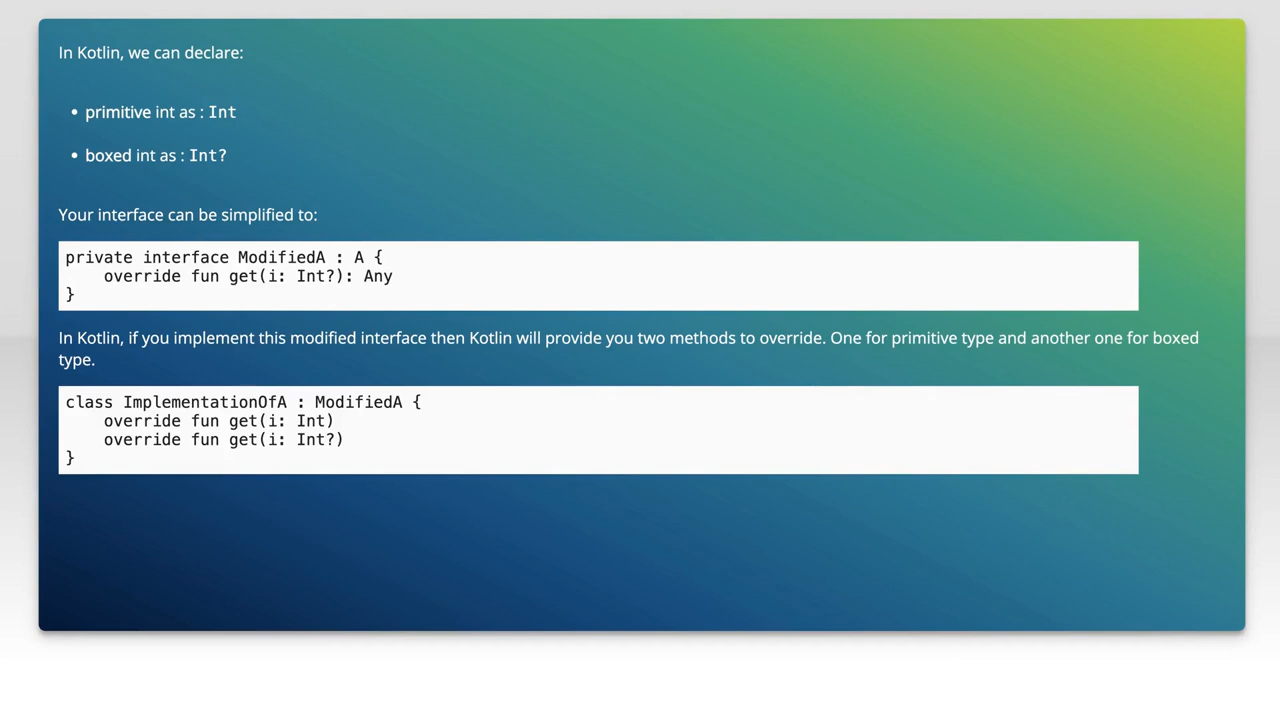 In Kotlin, we can declare:
• primitive int as : Int
• boxed int as : Int?
Your interface can be simplified to:
private interface ModifiedA : A {
    override fun get(i: Int?): Any
}
In Kotlin, if you implement this modified interface then Kotlin will provide you two methods to override. One for primitive type and another one for boxed
type.
class ImplementationOfA : ModifiedA {
    override fun get(i: Int)
    override fun get(i: Int?)
}